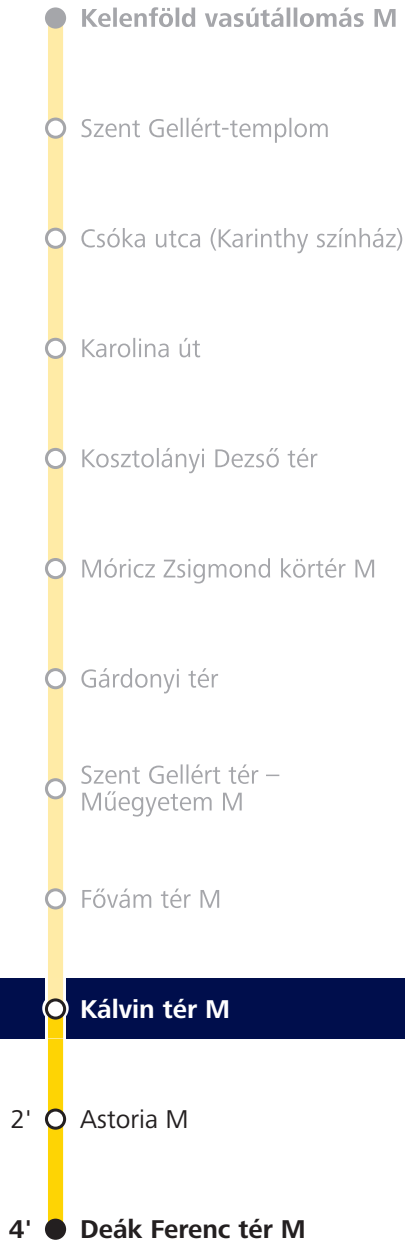 Kelenföld vasútállomás M
Szent Gellért-templom
Csóka utca (Karinthy színház)
Karolina út
Kosztolányi Dezső tér
Móricz Zsigmond körtér M
Gárdonyi tér
Szent Gellért tér –
Műegyetem M
Fővám tér M
Kálvin tér M
2' Astoria M
4' Deák Ferenc tér M